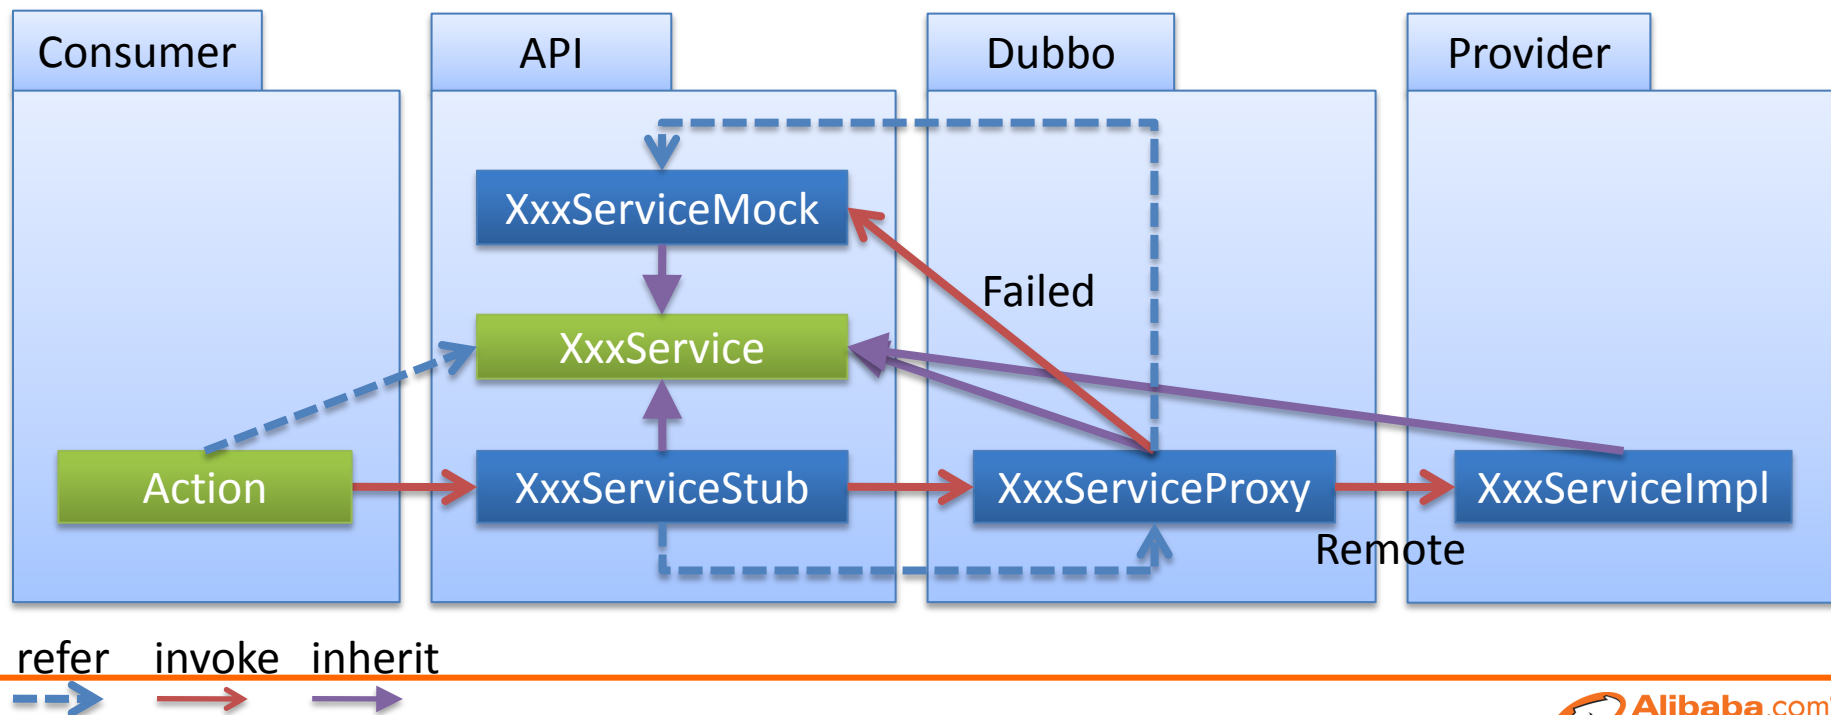 Consumer
API
Dubbo
Provider
XxxServiceMock
Failed
XxxService
Action
XxxServiceStub
XxxServiceProxy
XxxServiceImpl
Remote
refer invoke inherit
Alibaba.com